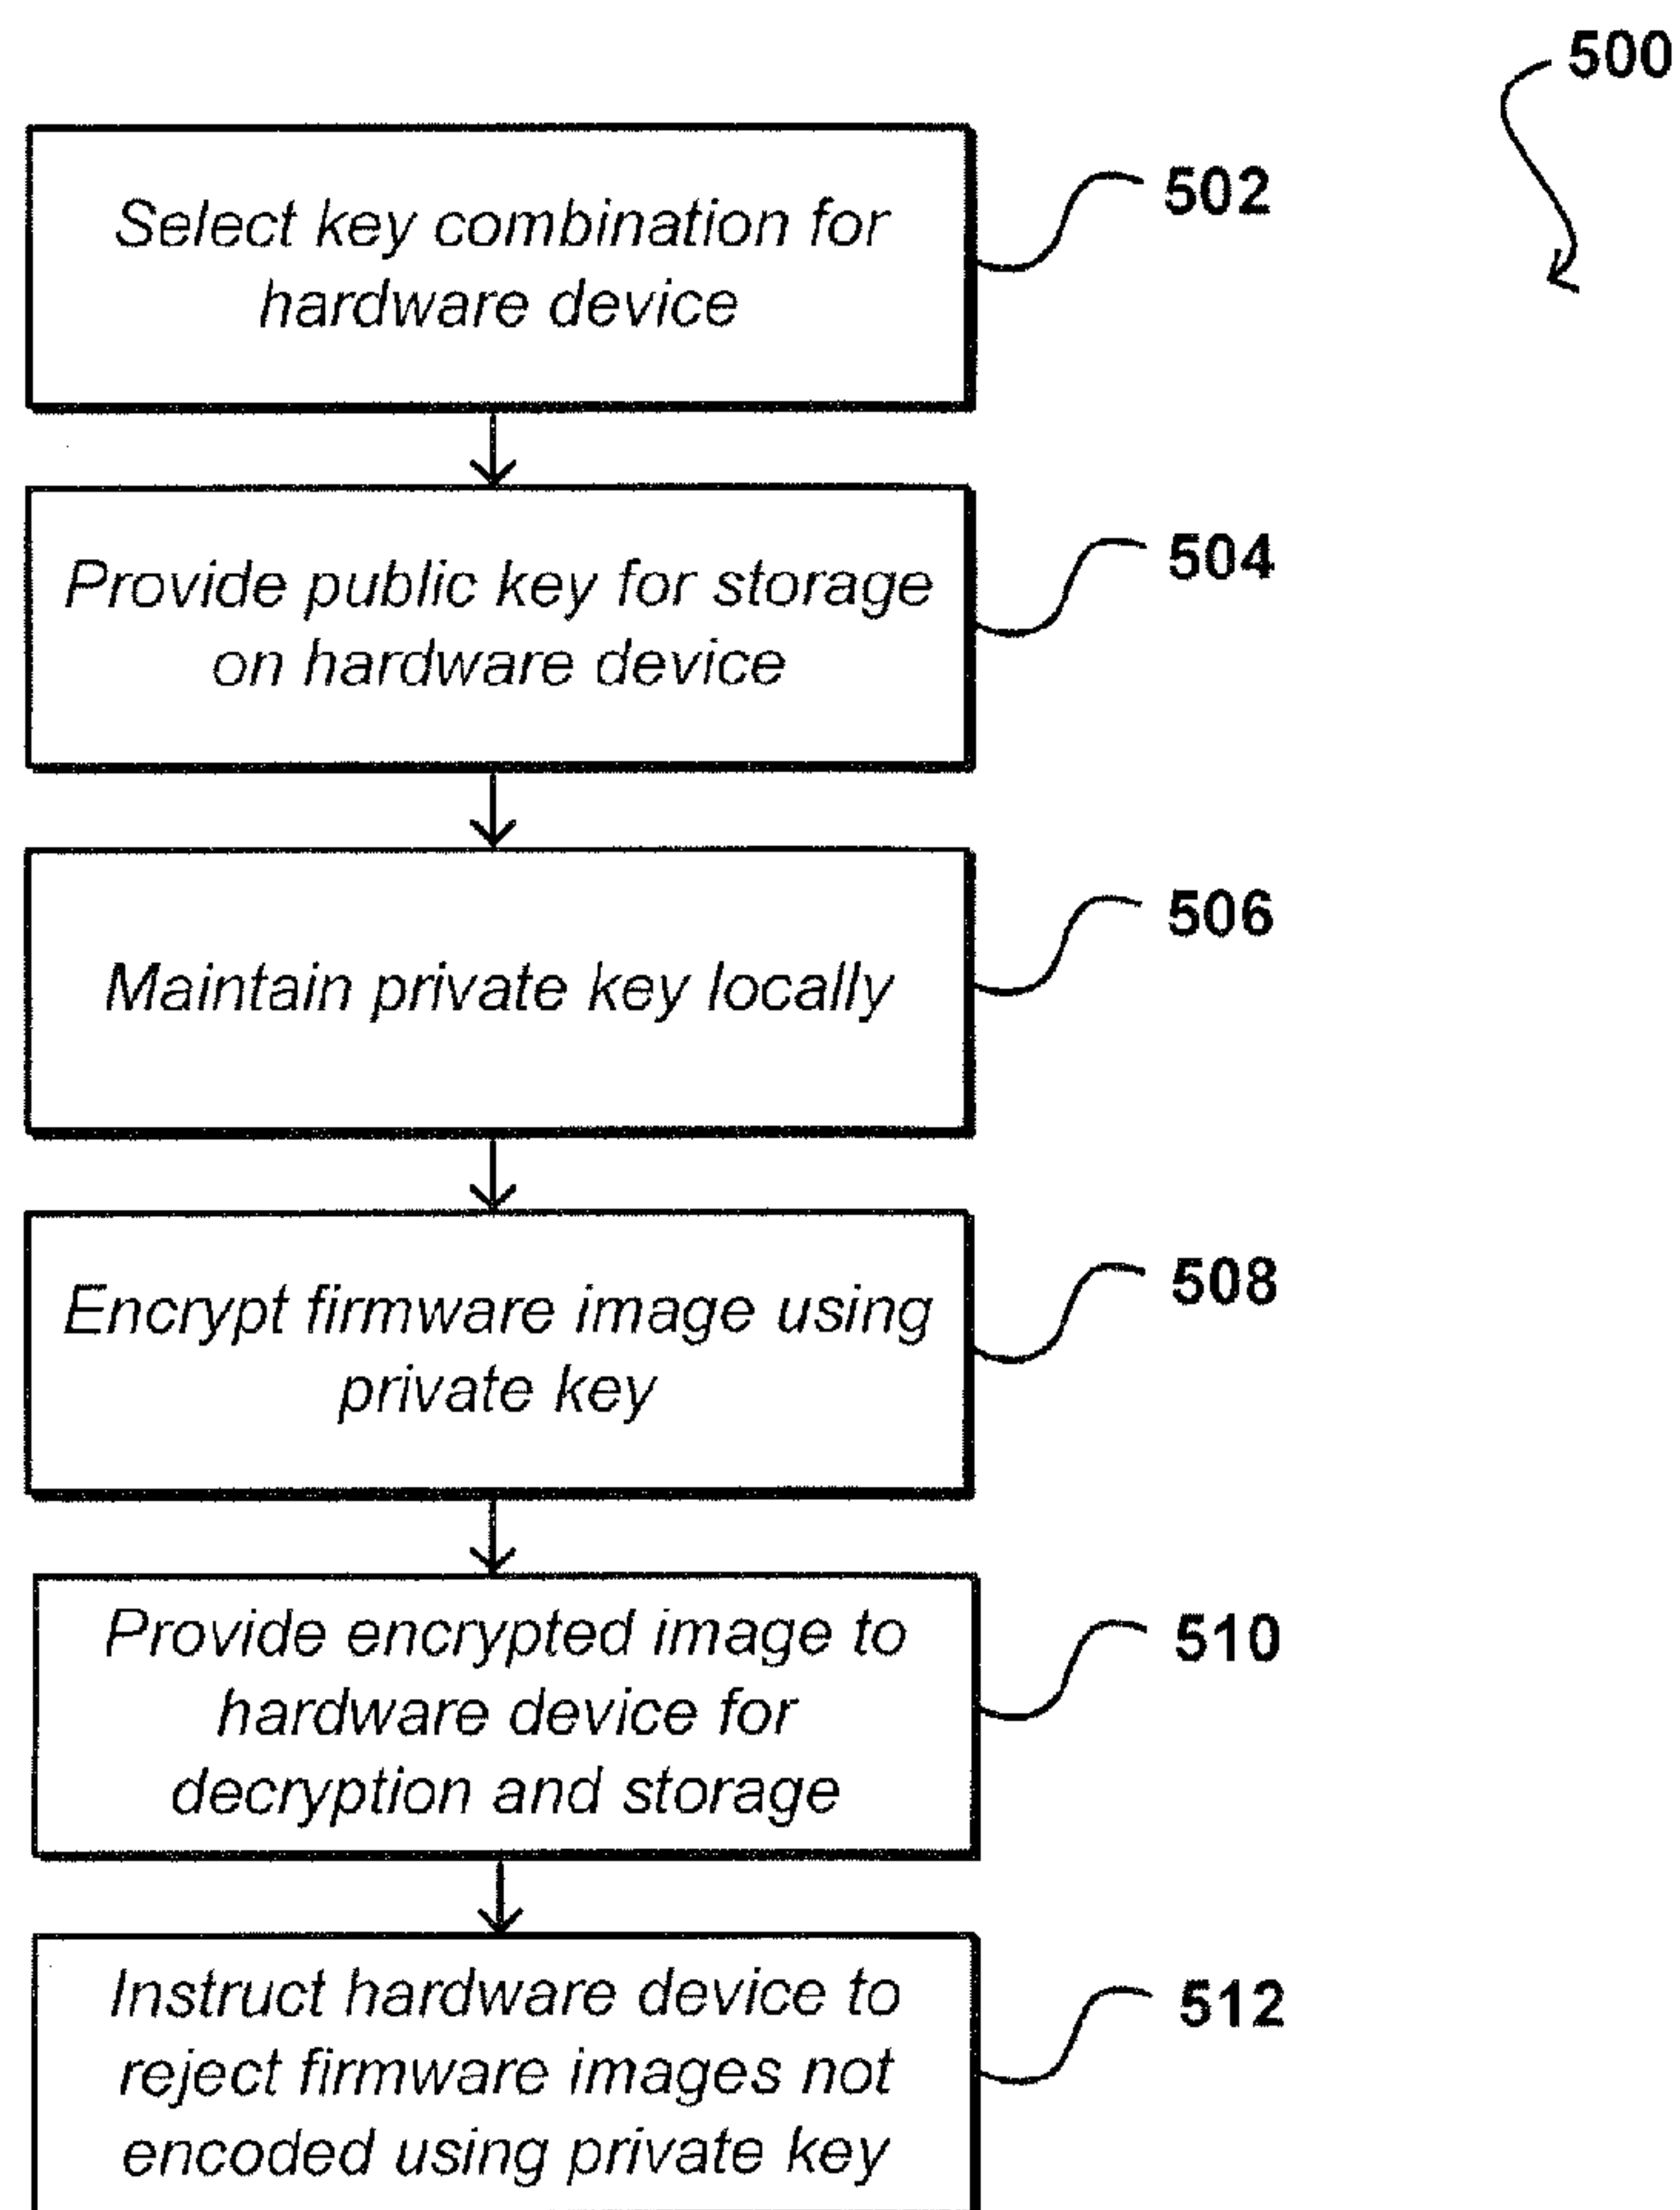 500
Select key combination for
hardware device
502
Provide public key for storage
on hardware device
504
Maintain private key locally
506
Encrypt firmware image using
private key
508
Provide encrypted image to
hardware device for
decryption and storage
510
Instruct hardware device to
reject firmware images not
encoded using private key
512